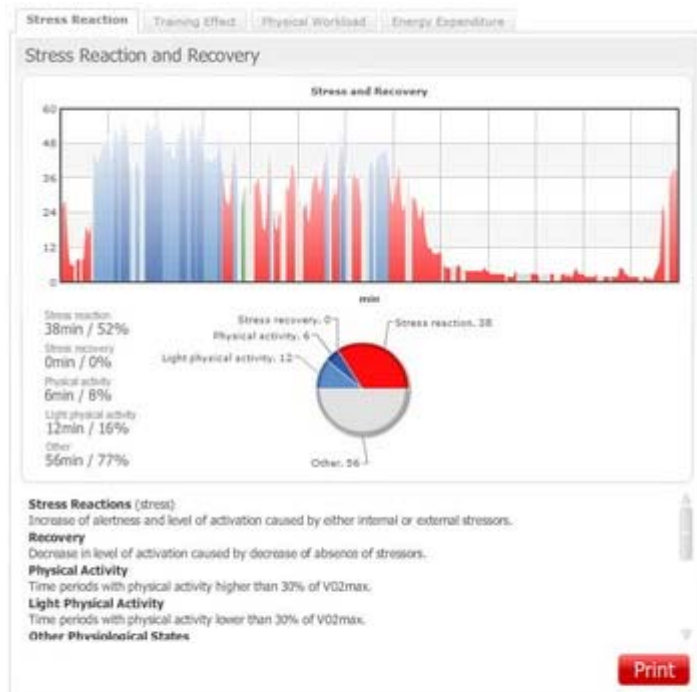 Stress Reaction
Training Effect
Physical Workload
Energy Expenditure
Stress Reaction and Recovery
Stress and Recovery
60
48
36
24
12
0
min
Stress reaction
38min / 52%
Stress recovery
0min / 0%
Physical activity
6min / 8%
Light physical activity
12min / 16%
Other
56min / 77%
Stress recovery, 0
Physical activity, 6
Light physical activity, 12
Stress reaction, 38
Other, 56
Stress Reactions (stress)
Increase of alertness and level of activation caused by either internal or external stressors.
Recovery
Decrease in level of activation caused by decrease of absence of stressors.
Physical Activity
Time periods with physical activity higher than 30% of V02max.
Light Physical Activity
Time periods with physical activity lower than 30% of V02max.
Other Physiological States
Print